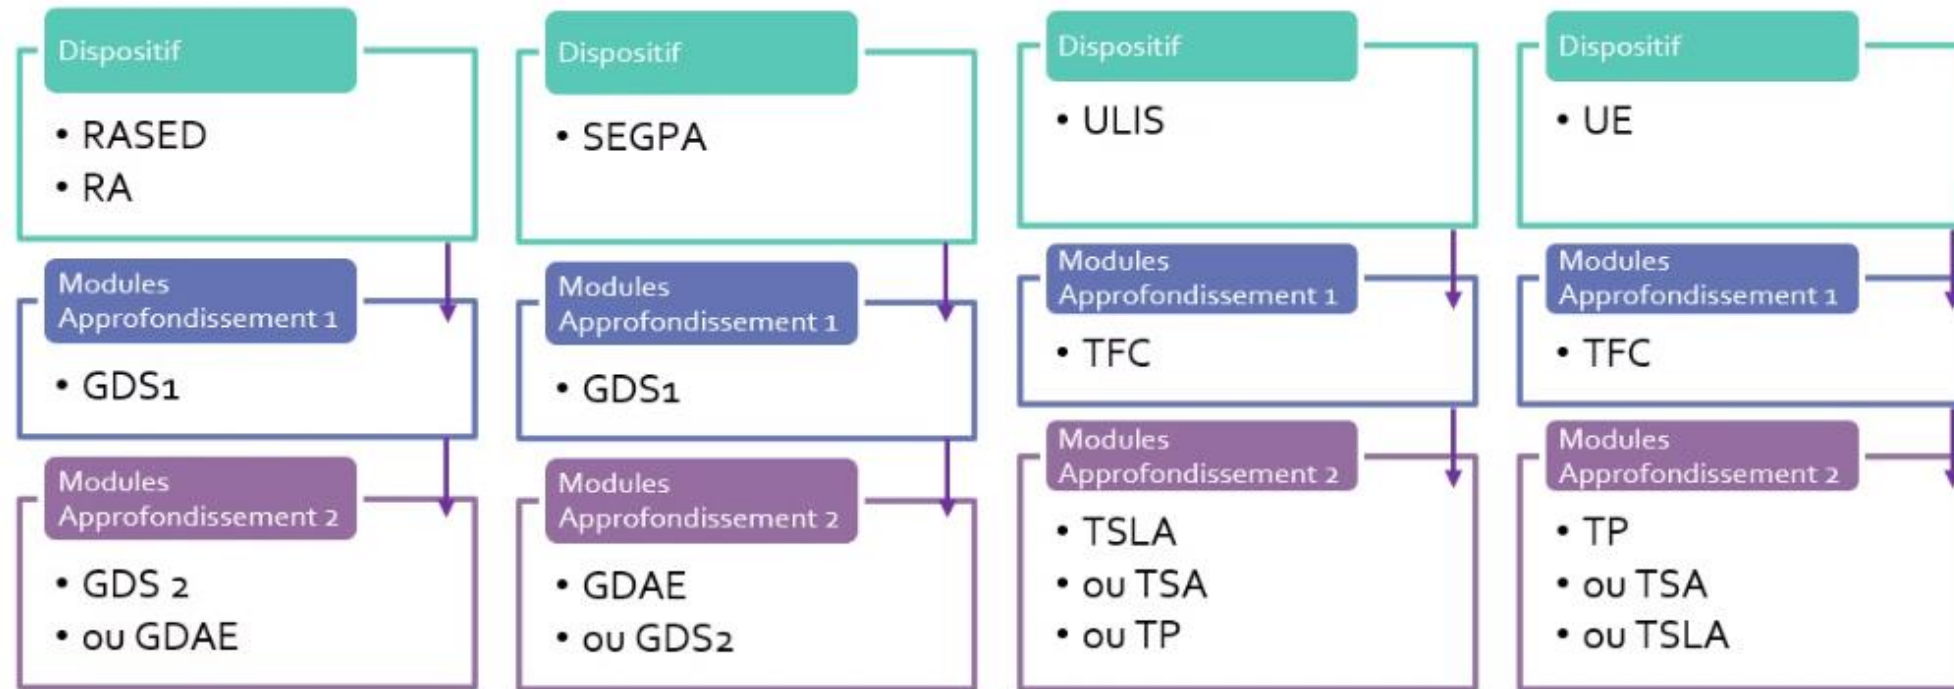 Dispositif
• RASED
• RA
Modules
Approfondissement 1
• GDS1
Modules
Approfondissement 2
• GDS 2
• ou GDAE
Dispositif
• SEGPA
Modules
Approfondissement 1
• GDS1
Modules
Approfondissement 2
• GDAE
• ou GDS2
Dispositif
• ULIS
Modules
Approfondissement 1
• TFC
Modules
Approfondissement 2
• TSLA
• ou TSA
• ou TP
Dispositif
• UE
Modules
Approfondissement 1
• TFC
Modules
Approfondissement 2
• TP
• ou TSA
• ou TSLA